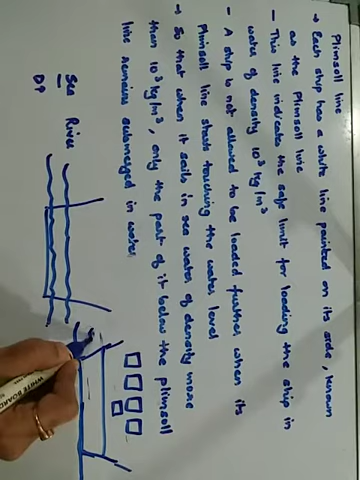 Plimsoll line
→ Each ship has a white line painted on its side, known
as the Plimsoll line
- This line indicates the safe limit for loading the ship in
water of density 10³ kg/m³
- A ship is not allowed to be loaded further when its
Plimsoll line starts touching the water level
→ So that when it sails in sea water of density more
than 10³ kg/m³, only the part of it below the plimsoll
line remains submerged in water
Sea River
D↑
WHITE BOARD